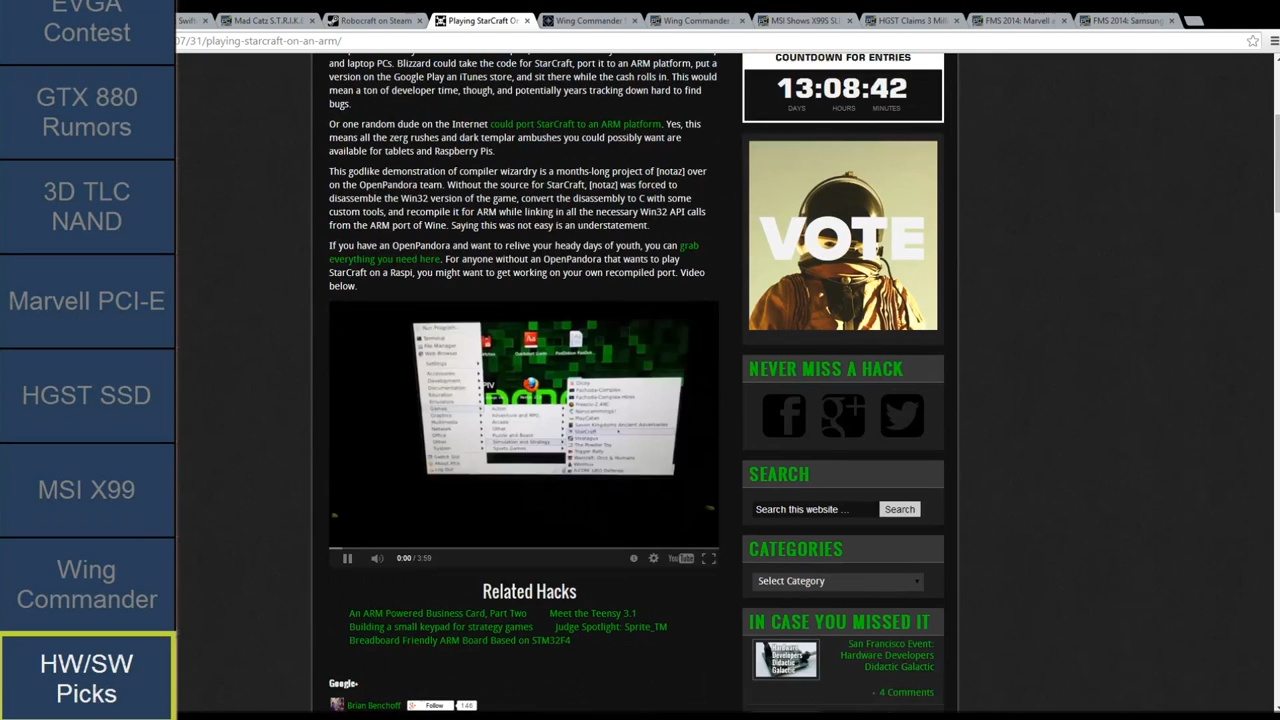 EVGA
Contest
GTX 880
Rumors
3D TLC
NAND
Marvell PCI-E
HGST SSD
MSI X99
Wing
Commander
HW/SW
Picks
Swift
Mad Catz S.T.R.I.K.E
Robocraft on Steam
Playing StarCraft On
Wing Commander
Wing Commander
MSI Shows X99S SL
HGST Claims 3 Mill
FMS 2014: Marvell
FMS 2014: Samsung
07/31/playing-starcraft-on-an-arm/
and laptop PCs. Blizzard could take the code for StarCraft, port it to an ARM platform, put a
version on the Google Play an iTunes store, and sit there while the cash rolls in. This would
mean a ton of developer time, though, and potentially years tracking down hard to find
bugs.
Or one random dude on the Internet could port StarCraft to an ARM platform. Yes, this
means all the zerg rushes and dark templar ambushes you could possibly want are
available for tablets and Raspberry Pis.
This godlike demonstration of compiler wizardry is a months-long project of [notaz] over
on the OpenPandora team. Without the source for StarCraft, [notaz] was forced to
disassemble the Win32 version of the game, convert the disassembly to C with some
custom tools, and recompile it for ARM while linking in all the necessary Win32 API calls
from the ARM port of Wine. Saying this was not easy is an understatement.
If you have an OpenPandora and want to relive your heady days of youth, you can grab
everything you need here. For anyone without an OpenPandora that wants to play
StarCraft on a Raspi, you might want to get working on your own recompiled port. Video
below.
0:00 / 3:59
YouTube
Related Hacks
An ARM Powered Business Card, Part Two
Meet the Teensy 3.1
Building a small keypad for strategy games
Judge Spotlight: Sprite_TM
Breadboard Friendly ARM Board Based on STM32F4
Google+
Brian Benchoff
Follow
146
COUNTDOWN FOR ENTRIES
13:08:42
DAYS
HOURS
MINUTES
VOTE
NEVER MISS A HACK
SEARCH
Search this website ...
Search
CATEGORIES
Select Category
IN CASE YOU MISSED IT
San Francisco Event:
Hardware Developers
Didactic Galactic
4 Comments